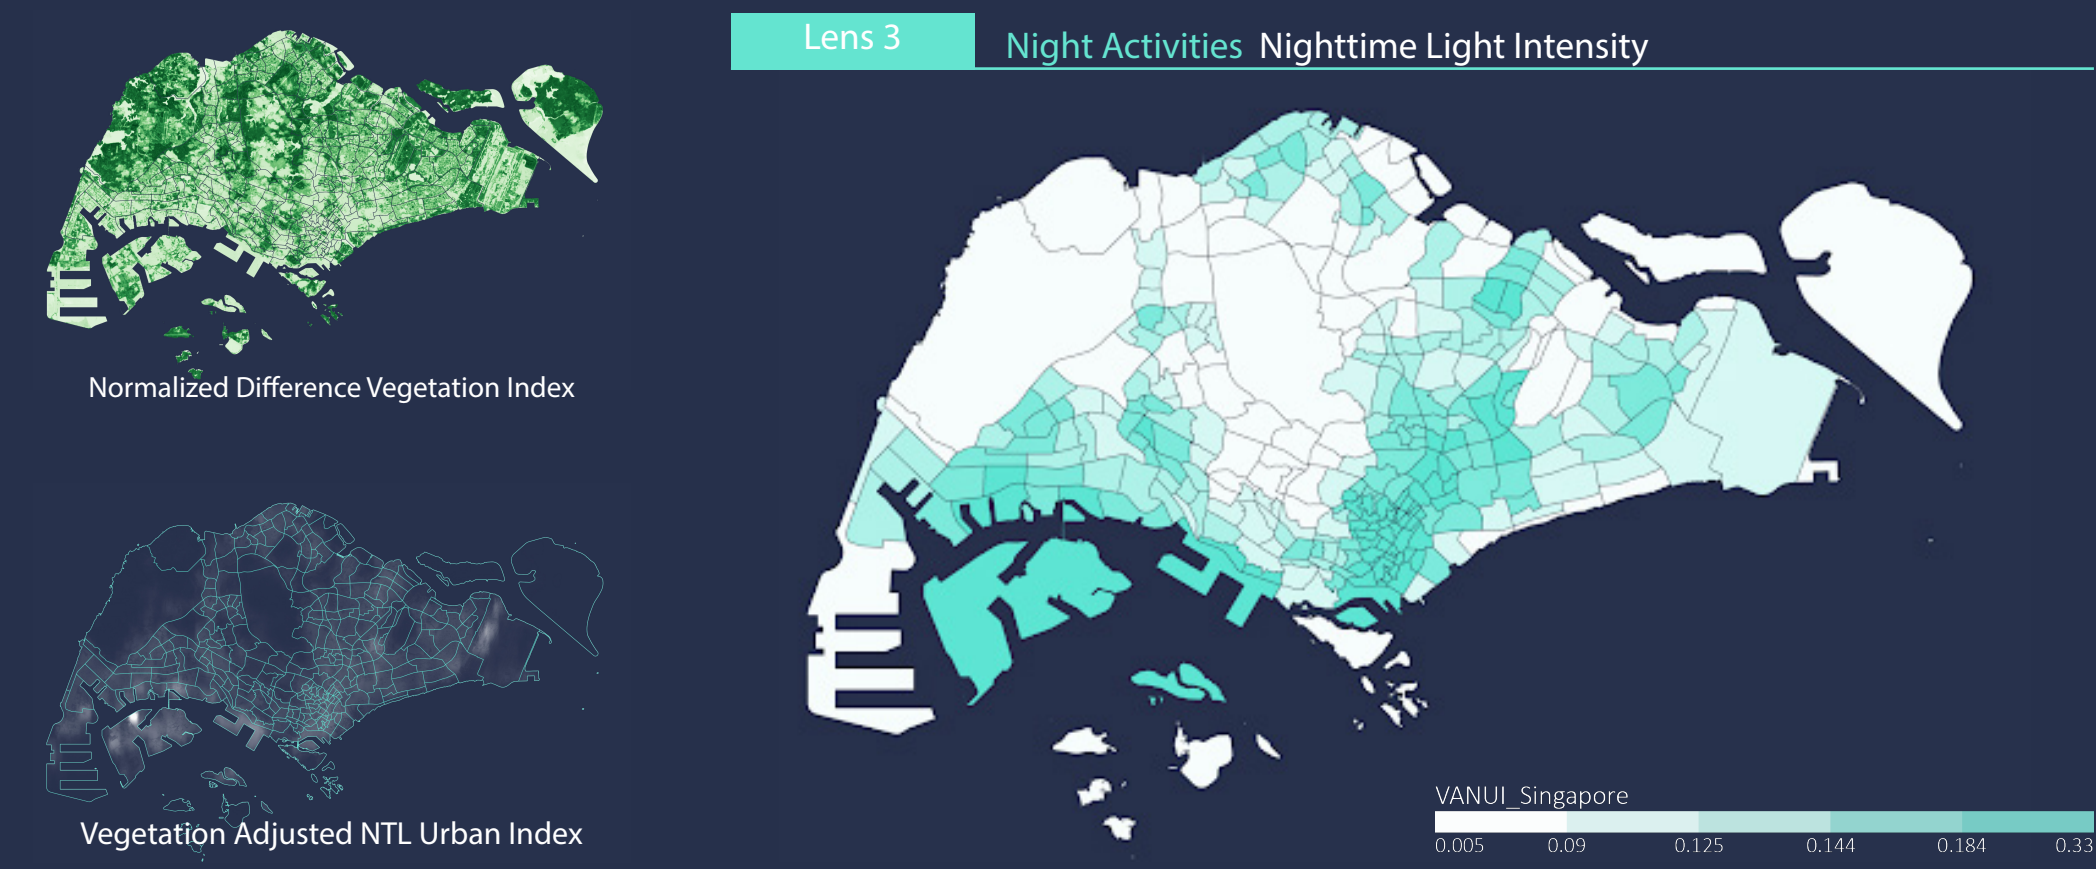 Lens 3
Night Activities Nighttime Light Intensity
Normalized Difference Vegetation Index
Vegetation Adjusted NTL Urban Index
VANUI_Singapore
0.005 0.09 0.125 0.144 0.184 0.33